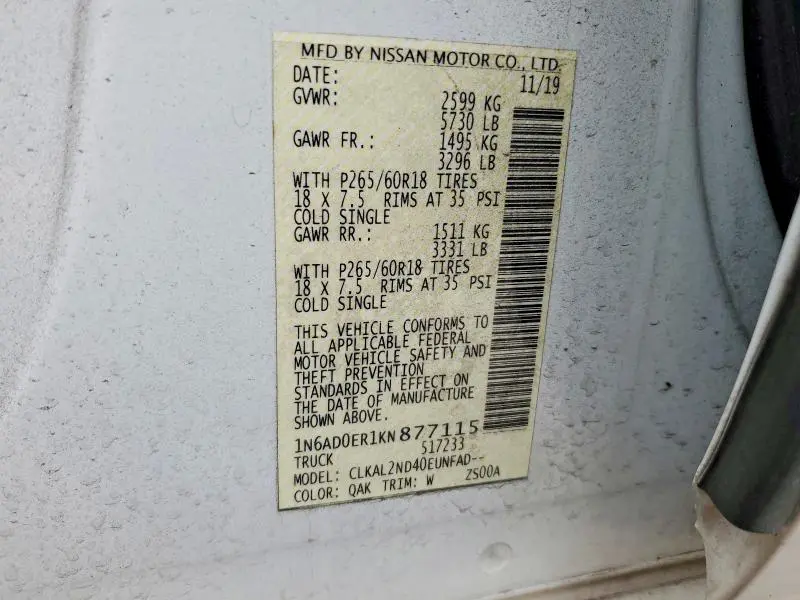 MFD BY NISSAN MOTOR CO., LTD.
DATE: 11/19
GVWR: 2599 KG
5730 LB
GAWR FR.: 1495 KG
3296 LB
WITH P265/60R18 TIRES
18 X 7.5 RIMS AT 35 PSI
COLD SINGLE
GAWR RR.: 1511 KG
3331 LB
WITH P265/60R18 TIRES
18 X 7.5 RIMS AT 35 PSI
COLD SINGLE
THIS VEHICLE CONFORMS TO
ALL APPLICABLE FEDERAL
MOTOR VEHICLE SAFETY AND
THEFT PREVENTION
STANDARDS IN EFFECT ON
THE DATE OF MANUFACTURE
SHOWN ABOVE.
1N6AD0ER1KN877115
TRUCK 517233
MODEL: CLKAL2ND40EUNFAD--
COLOR: QAK TRIM: W ZS00A